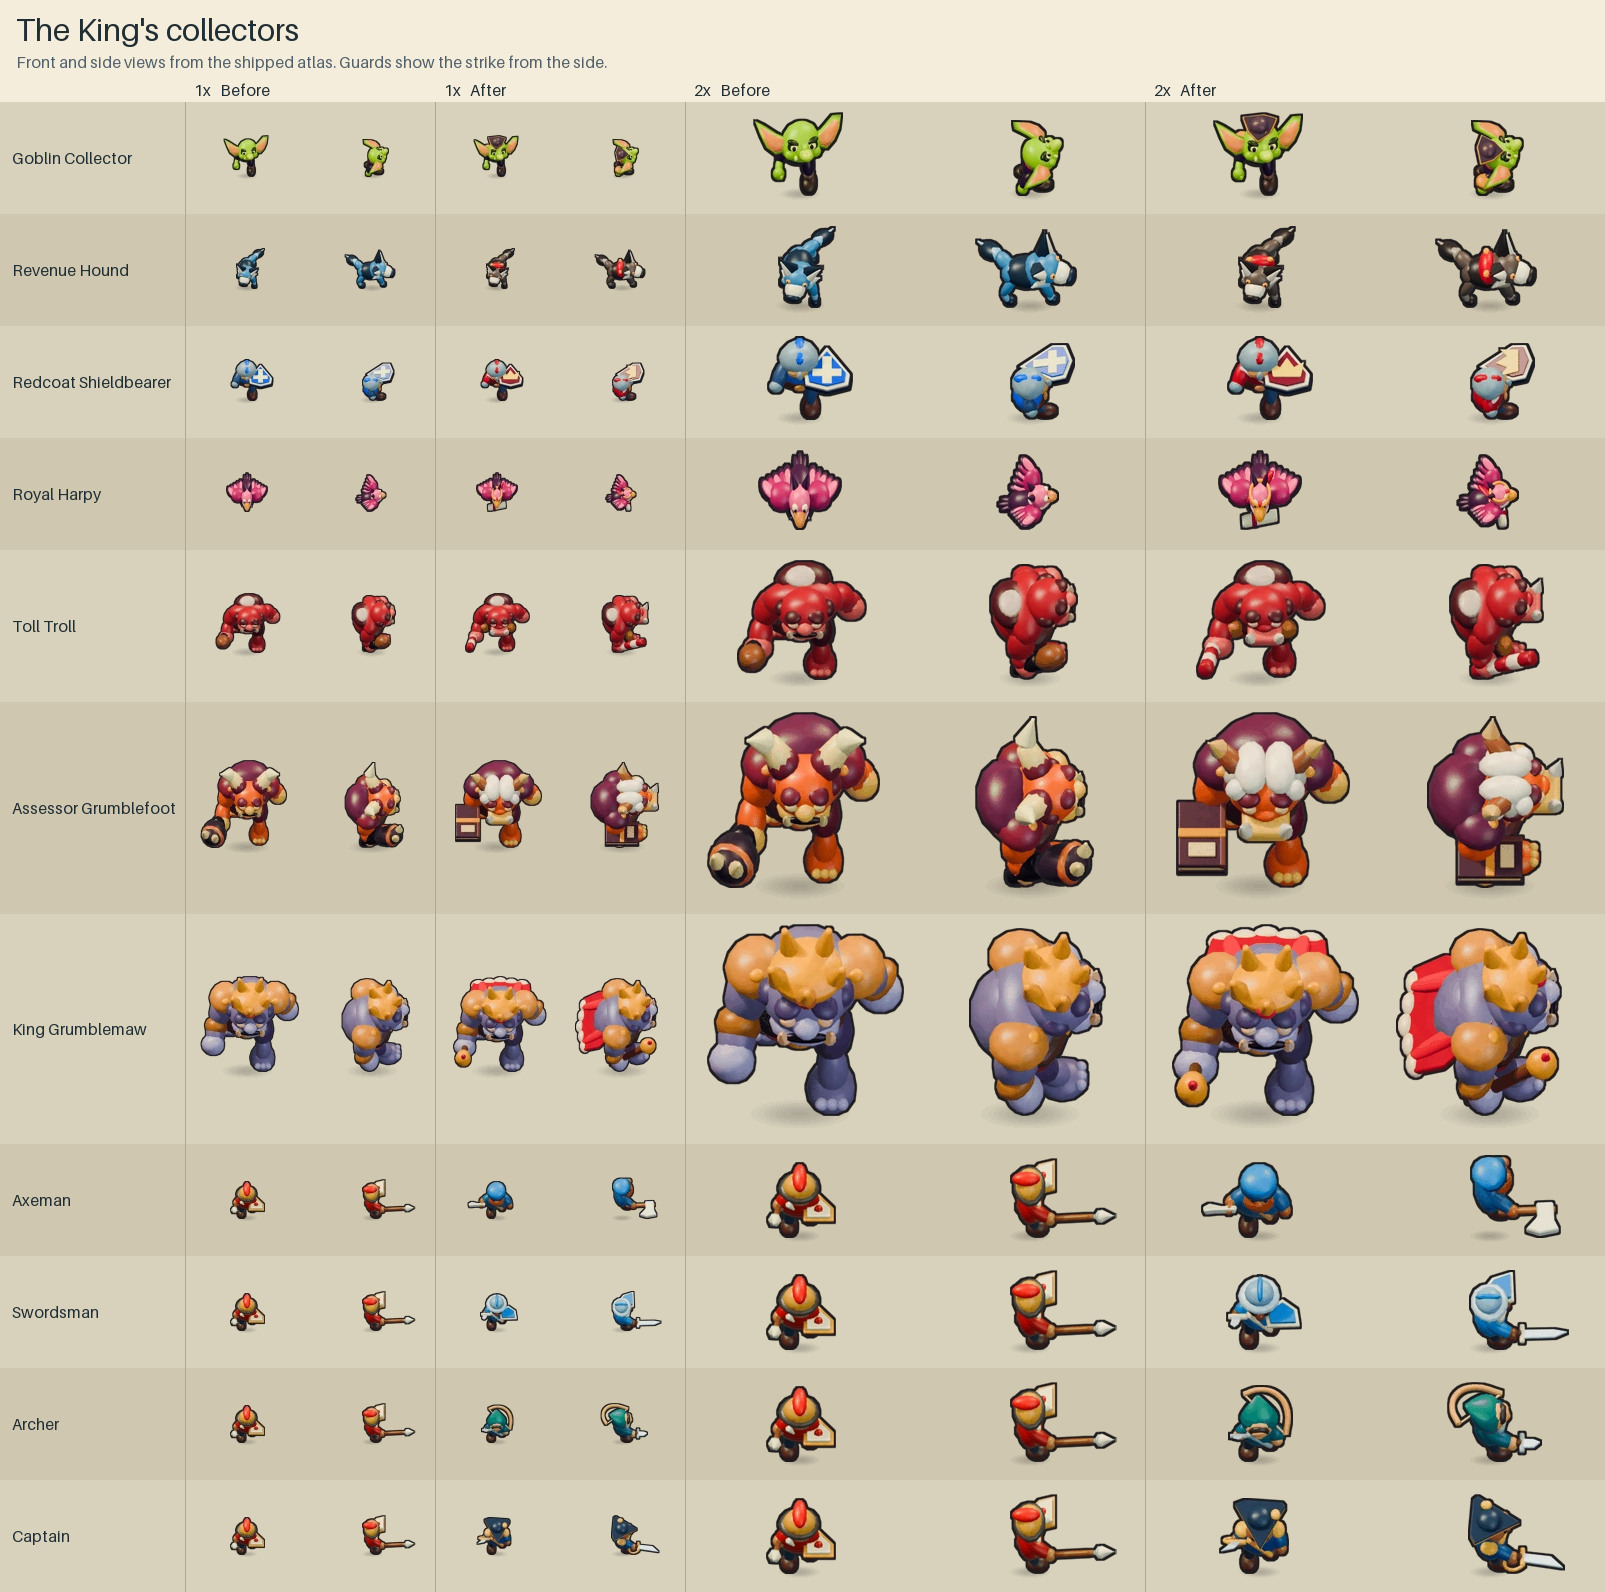 The King's collectors
Front and side views from the shipped atlas. Guards show the strike from the side.
1x Before
1x After
2x Before
2x After
Goblin Collector
Revenue Hound
Redcoat Shieldbearer
Royal Harpy
Toll Troll
Assessor Grumblefoot
King Grumblemaw
Axeman
Swordsman
Archer
Captain